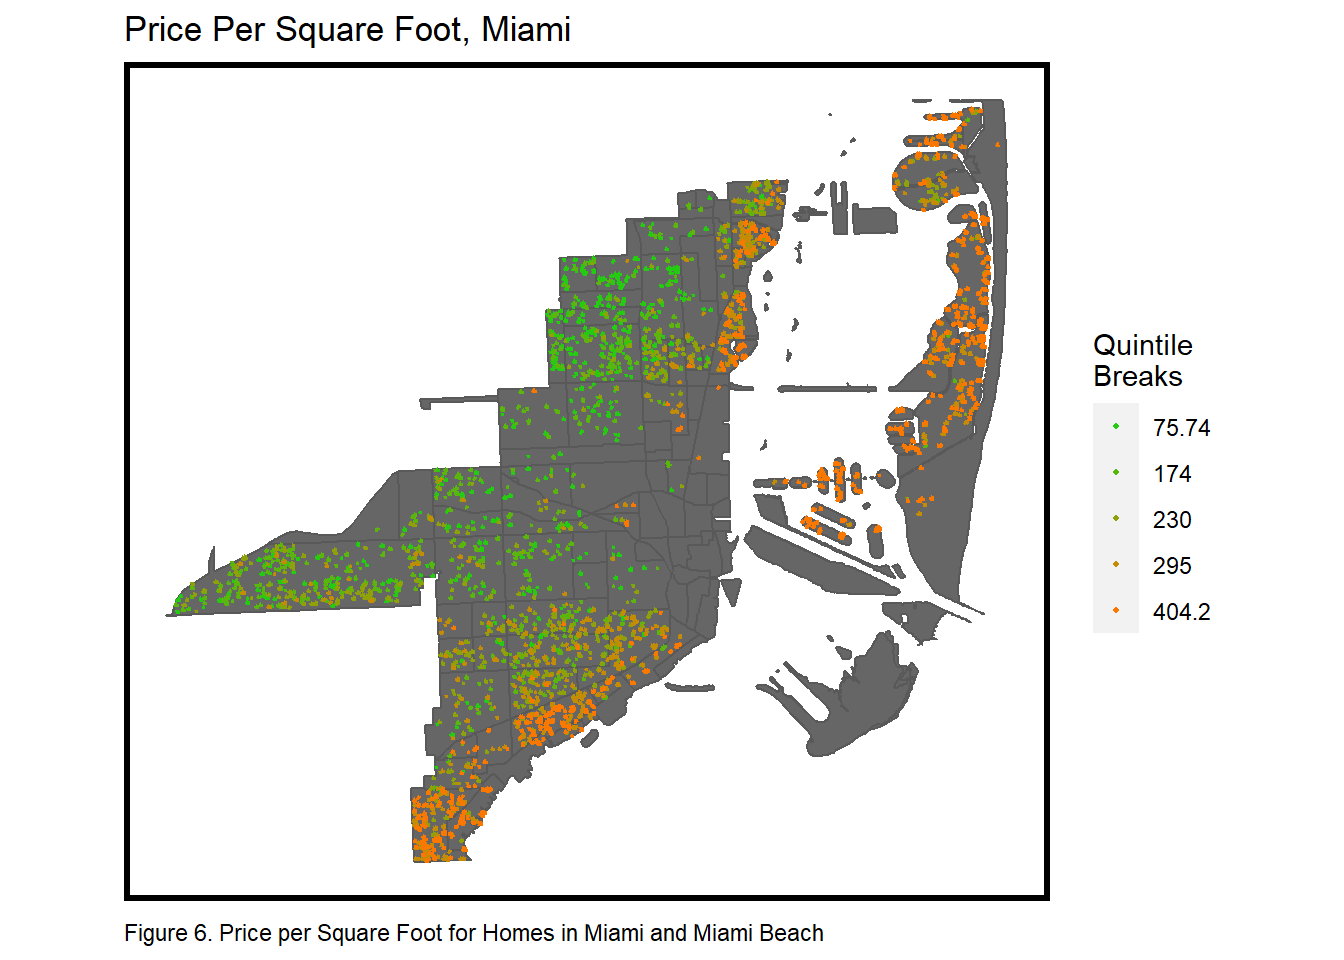 Price Per Square Foot, Miami
Quintile
Breaks
75.74
174
230
295
404.2
Figure 6. Price per Square Foot for Homes in Miami and Miami Beach